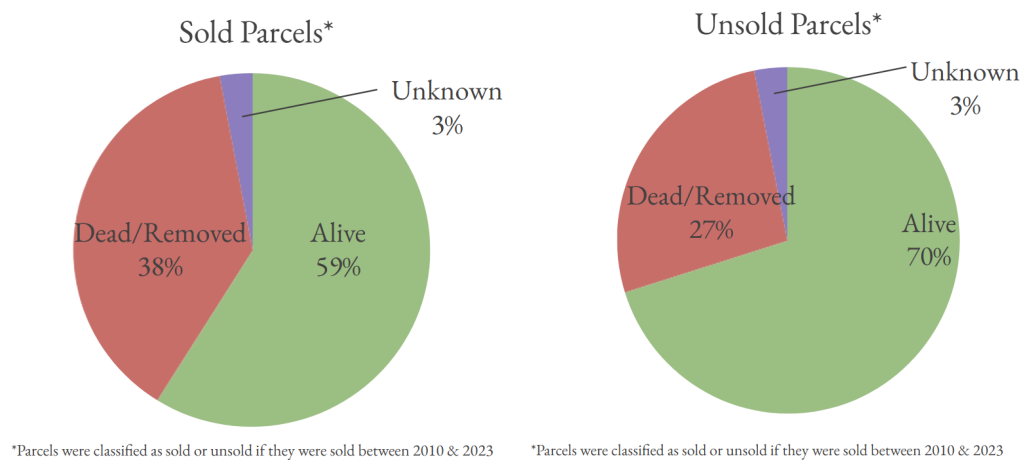 Sold Parcels*
Unknown
3%
Dead/Removed
38%
Alive
59%
*Parcels were classified as sold or unsold if they were sold between 2010 & 2023
Unsold Parcels*
Unknown
3%
Dead/Removed
27%
Alive
70%
*Parcels were classified as sold or unsold if they were sold between 2010 & 2023